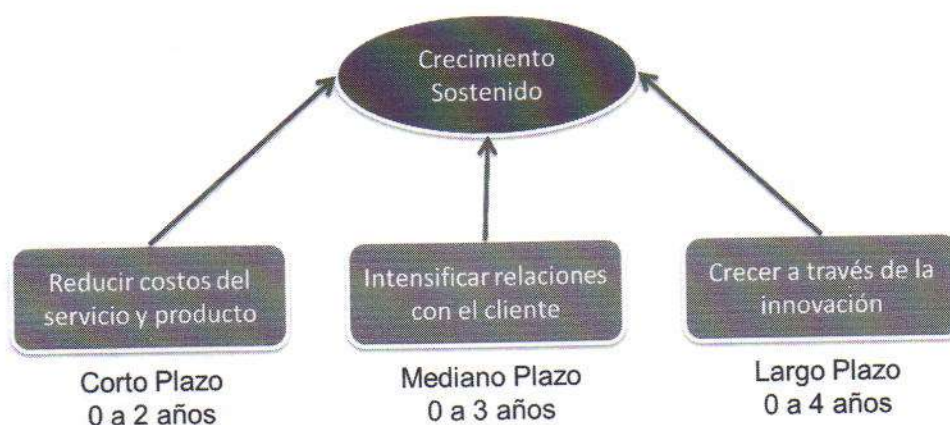 Crecimiento
Sostenido
Reducir costos del
servicio y producto
Intensificar relaciones
con el cliente
Crecer a través de la
innovación
Corto Plazo
0 a 2 años
Mediano Plazo
0 a 3 años
Largo Plazo
0 a 4 años